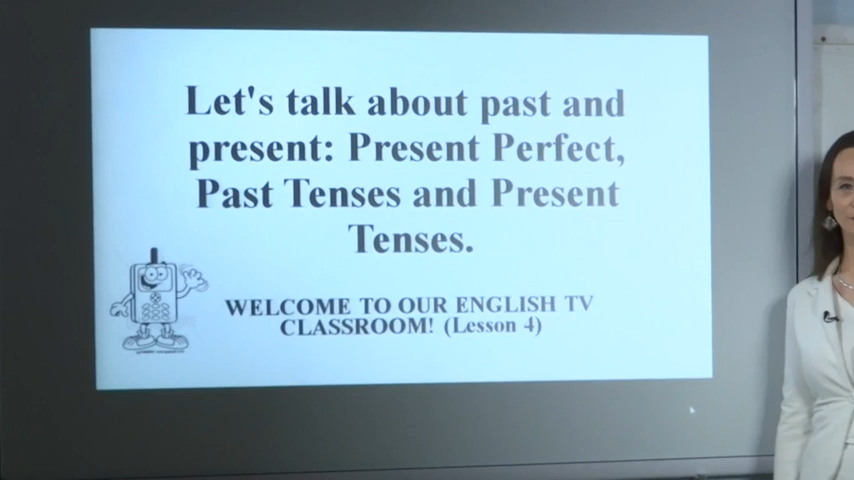 Let's talk about past and
present: Present Perfect,
Past Tenses and Present
Tenses.
WELCOME TO OUR ENGLISH TV
CLASSROOM! (Lesson 4)